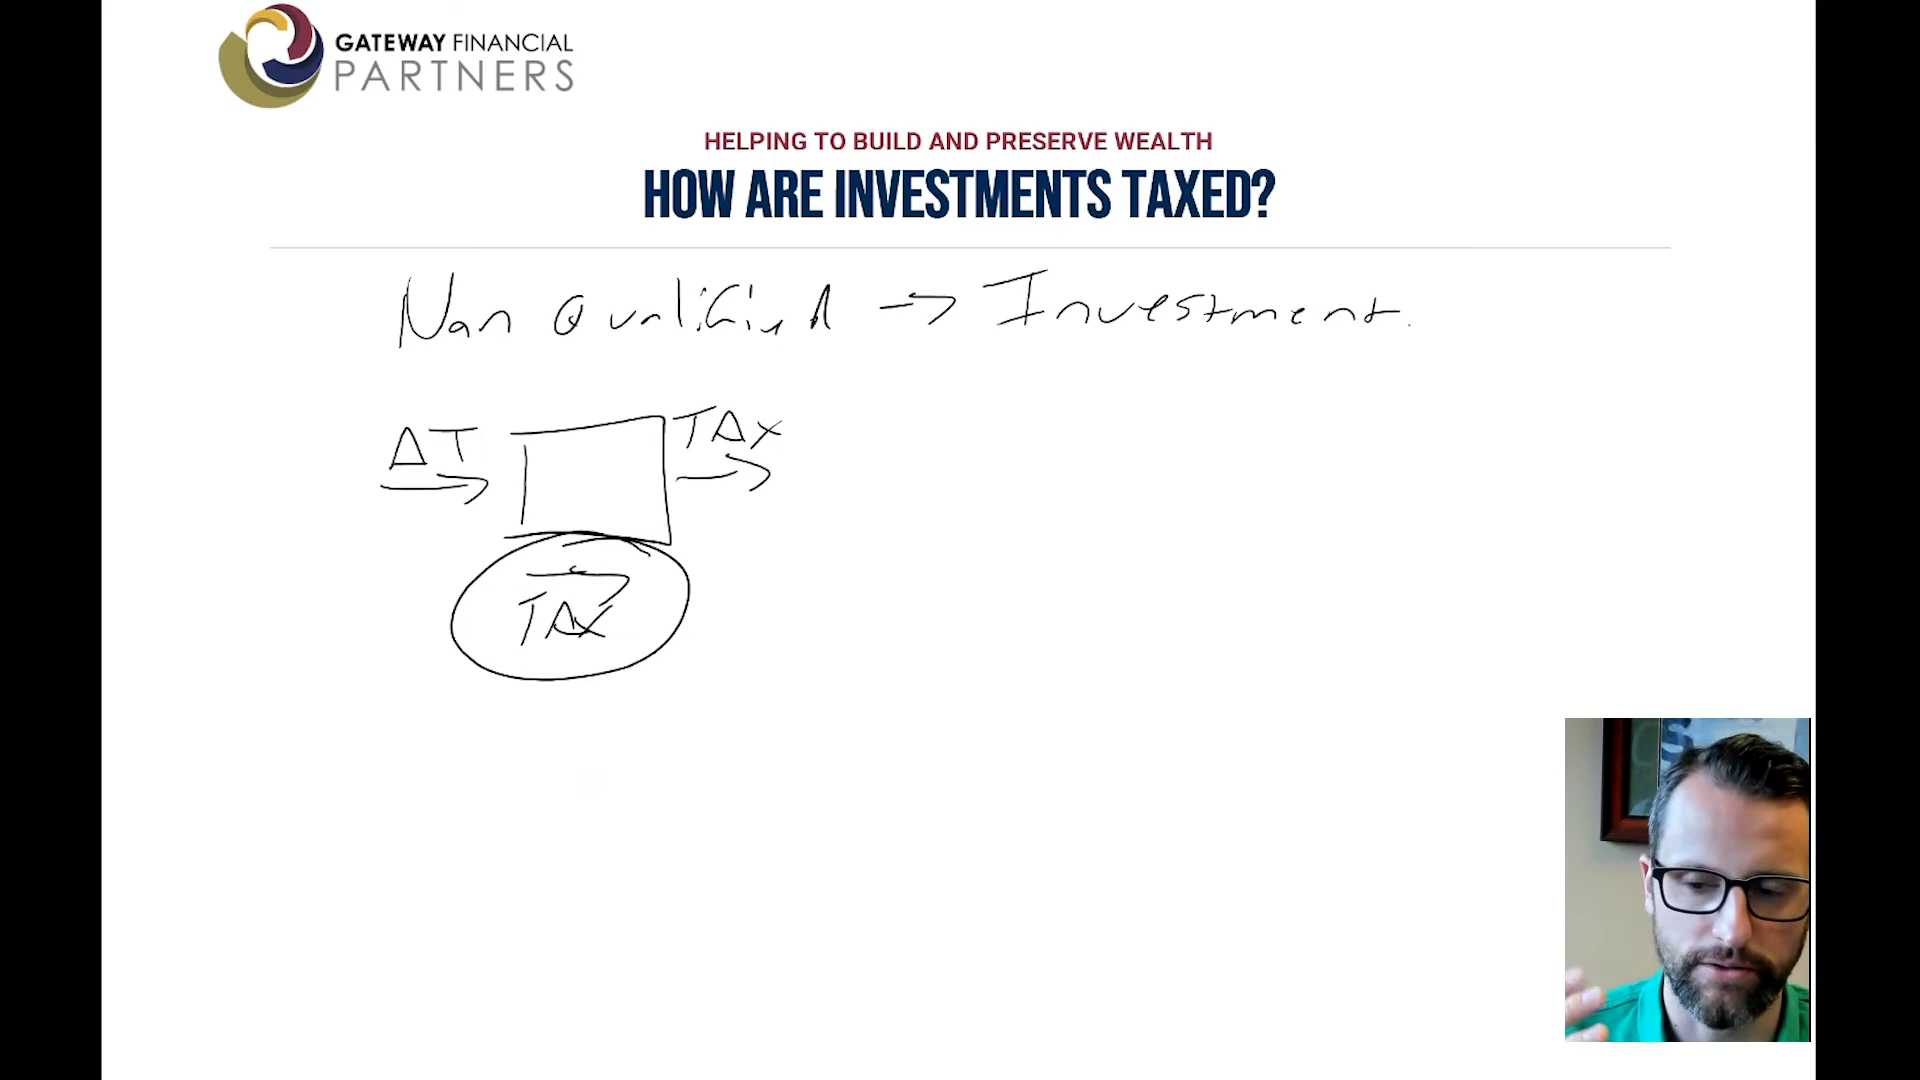 GATEWAY FINANCIAL
PARTNERS
HELPING TO BUILD AND PRESERVE WEALTH
HOW ARE INVESTMENTS TAXED?
Non Qualified → Investment.
AT
TAX
TAX